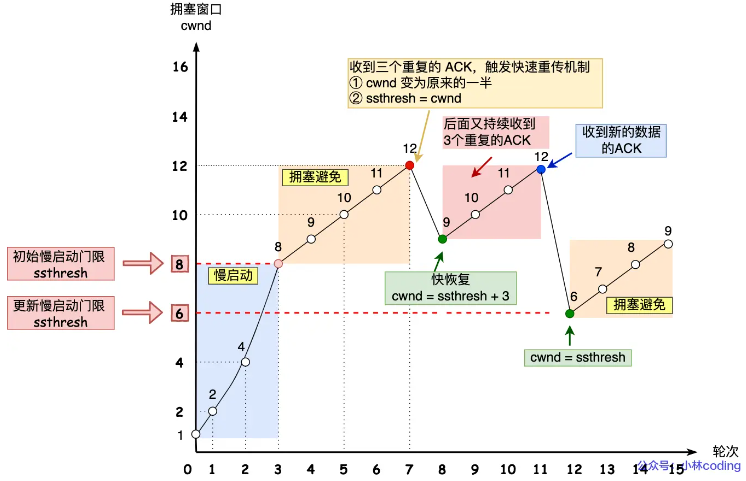 拥塞窗口
cwnd
16
14
12
10
8
6
4
2
1
收到三个重复的 ACK，触发快速重传机制
① cwnd 变为原来的一半
② ssthresh = cwnd
后面又持续收到
3个重复的ACK
收到新的数据
的ACK
拥塞避免
慢启动
初始慢启动门限
ssthresh
更新慢启动门限
ssthresh
2
4
8
9
10
11
12
9
10
11
12
6
7
8
9
快恢复
cwnd = ssthresh + 3
拥塞避免
cwnd = ssthresh
0 1 2 3 4 5 6 7 8 9 10 11 12 13 14 15
轮次
公众号：小林coding